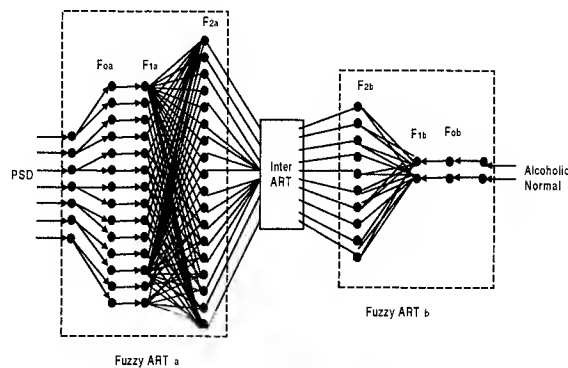 F2a
Foa
F1a
F2b
F1b
Fob
PSD
Inter
ART
Alcoholic
Normal
Fuzzy ART b
Fuzzy ART a